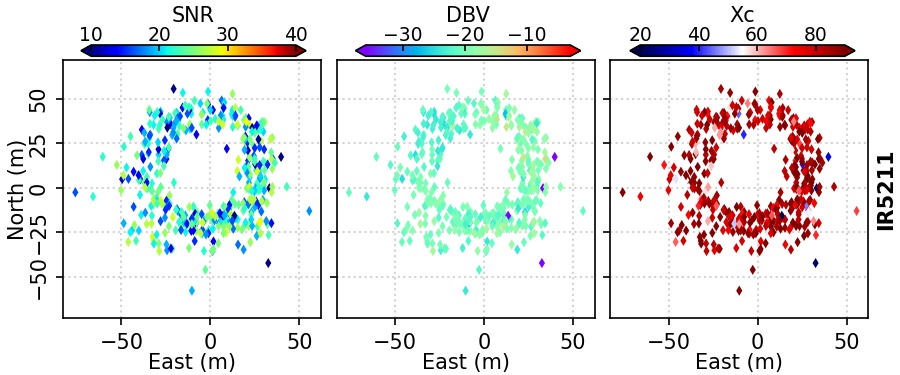 SNR DBV Xc
10 20 30 40 −30 −20 −10 20 40 60 80
50
25
0
−25
−50
North (m)
−50 0 50 −50 0 50 −50 0 50
East (m) East (m) East (m)
IR5211